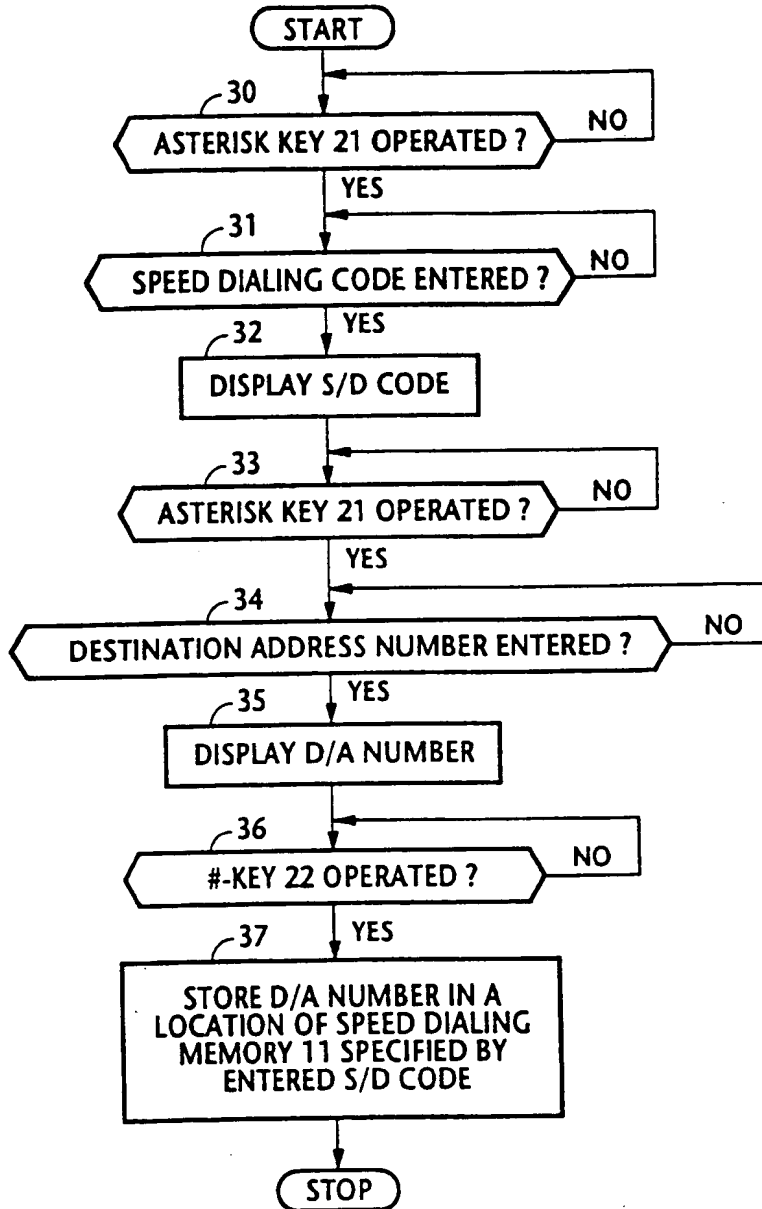 START
30
ASTERISK KEY 21 OPERATED ?
NO
YES
31
SPEED DIALING CODE ENTERED ?
NO
YES
32
DISPLAY S/D CODE
33
ASTERISK KEY 21 OPERATED ?
NO
YES
34
DESTINATION ADDRESS NUMBER ENTERED ?
NO
YES
35
DISPLAY D/A NUMBER
36
#-KEY 22 OPERATED ?
NO
YES
37
STORE D/A NUMBER IN A
LOCATION OF SPEED DIALING
MEMORY 11 SPECIFIED BY
ENTERED S/D CODE
STOP